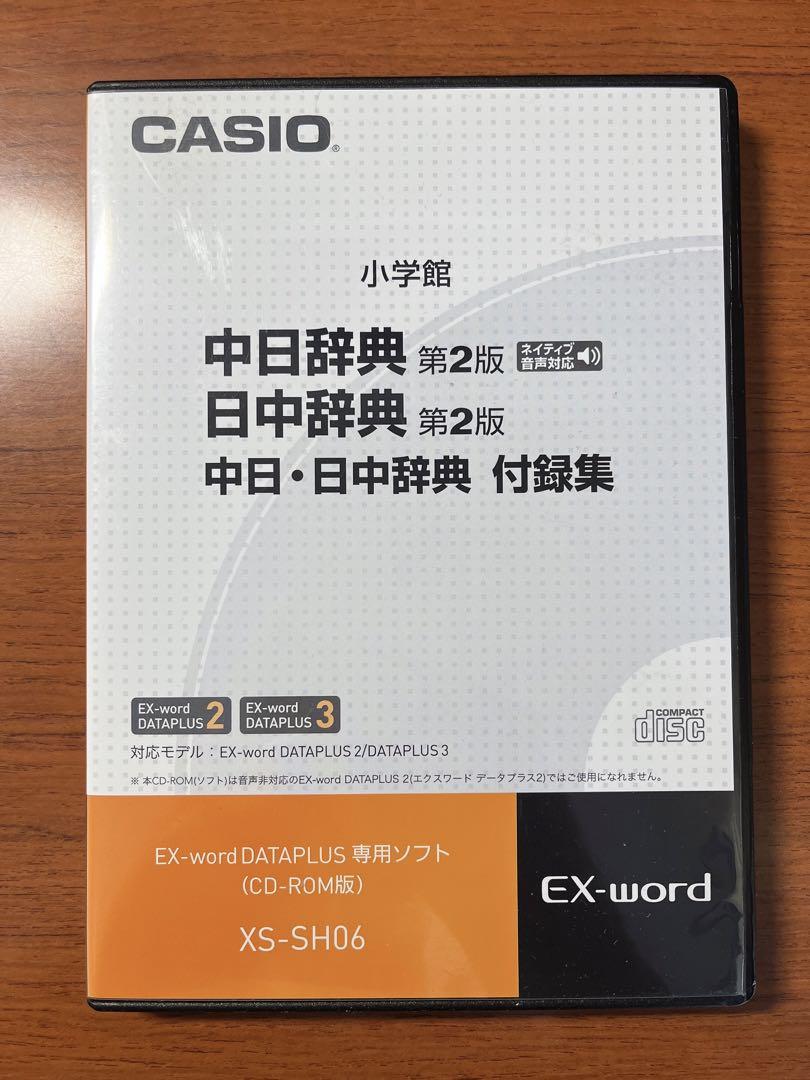 CASIO®
小学館
中日辞典 第2版 ネイティブ音声対応
日中辞典 第2版
中日・日中辞典 付録集
EX-word DATAPLUS 2 EX-word DATAPLUS 3
COMPACT disc
対応モデル：EX-word DATAPLUS 2/DATAPLUS 3
※ 本CD-ROM(ソフト)は音声非対応のEX-word DATAPLUS 2(エクスワード データプラス2)ではご使用になれません。
EX-word DATAPLUS 専用ソフト
（CD-ROM版）
EX-word
XS-SH06